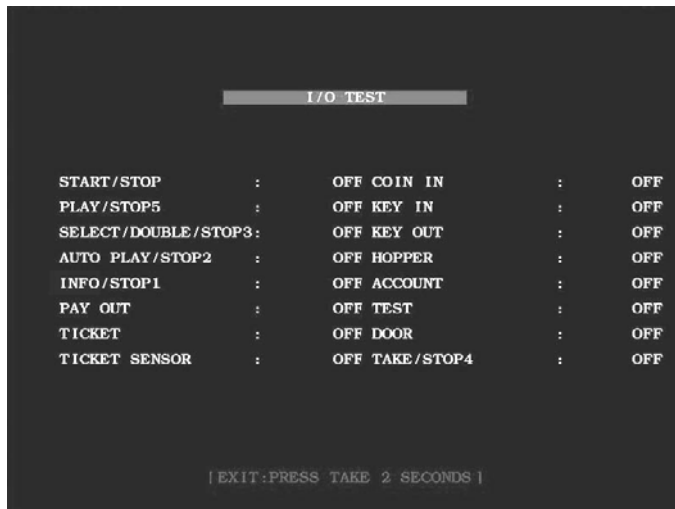 I/O TEST
START/STOP : OFF COIN IN : OFF
PLAY/STOP5 : OFF KEY IN : OFF
SELECT/DOUBLE/STOP3: OFF KEY OUT : OFF
AUTO PLAY/STOP2 : OFF HOPPER : OFF
INFO/STOP1 : OFF ACCOUNT : OFF
PAY OUT : OFF TEST : OFF
TICKET : OFF DOOR : OFF
TICKET SENSOR : OFF TAKE/STOP4 : OFF
[EXIT:PRESS TAKE 2 SECONDS]